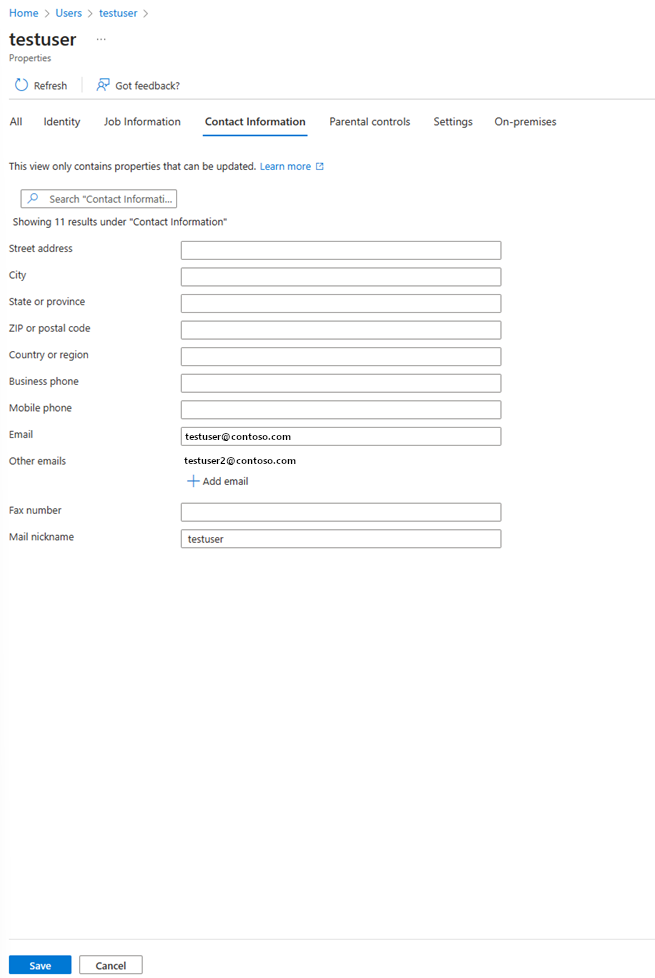 Home > Users > testuser >
testuser ...
Properties
Refresh Got feedback?
All Identity Job Information Contact Information Parental controls Settings On-premises
This view only contains properties that can be updated. Learn more
Search "Contact Informati...
Showing 11 results under "Contact Information"
Street address
City
State or province
ZIP or postal code
Country or region
Business phone
Mobile phone
Email testuser@contoso.com
Other emails testuser2@contoso.com
+ Add email
Fax number
Mail nickname testuser
Save Cancel